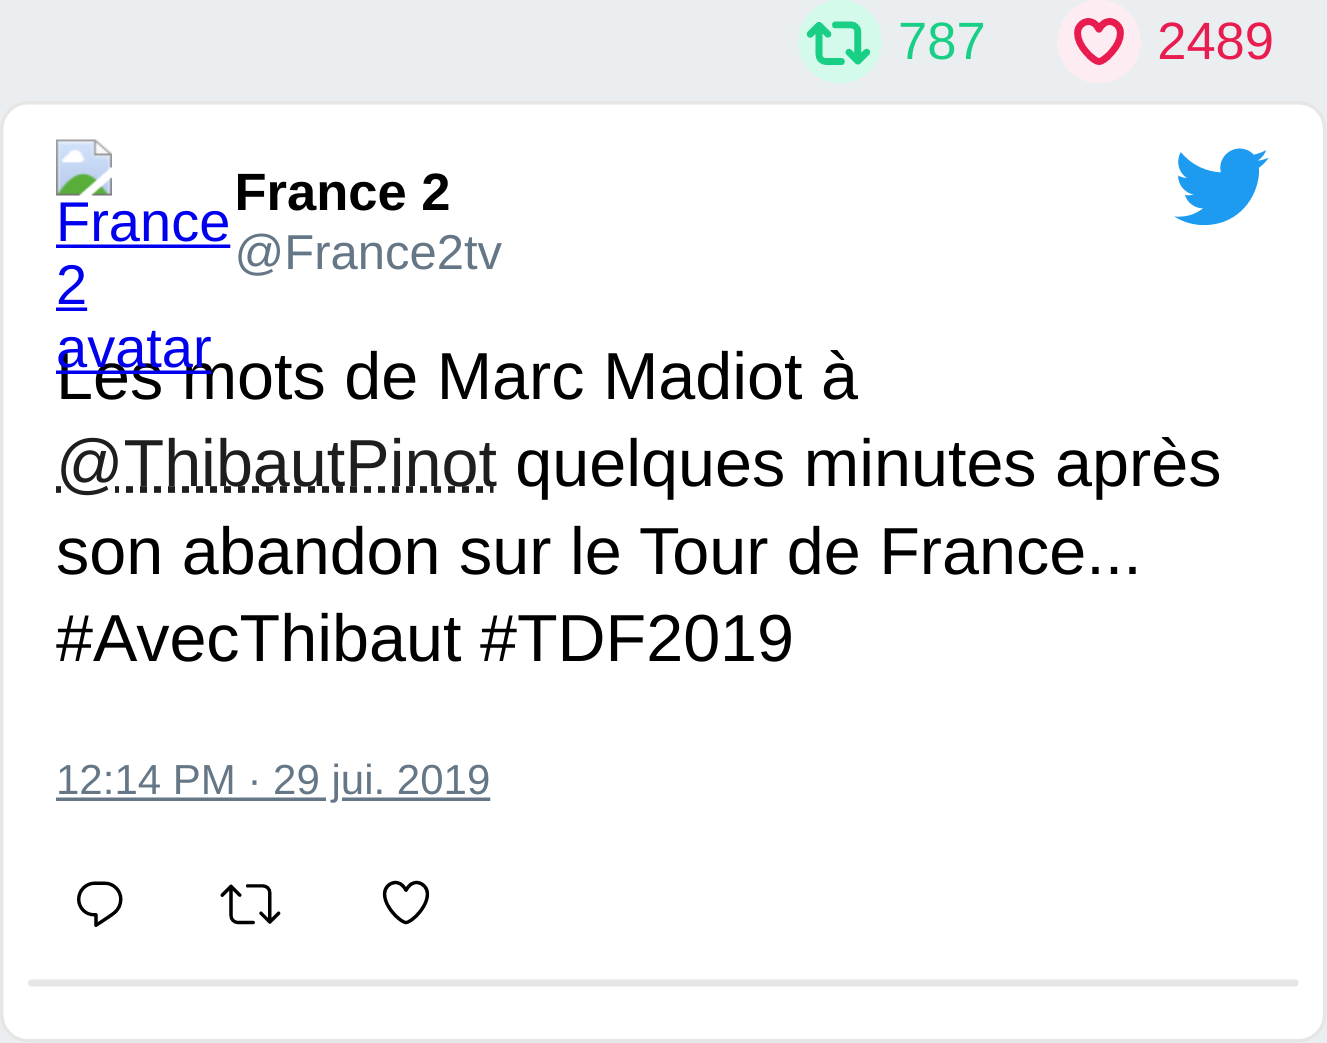 787 2489
France 2 avatar
France 2
@France2tv
Les mots de Marc Madiot à
@ThibautPinot quelques minutes après
son abandon sur le Tour de France...
#AvecThibaut #TDF2019
12:14 PM · 29 jui. 2019